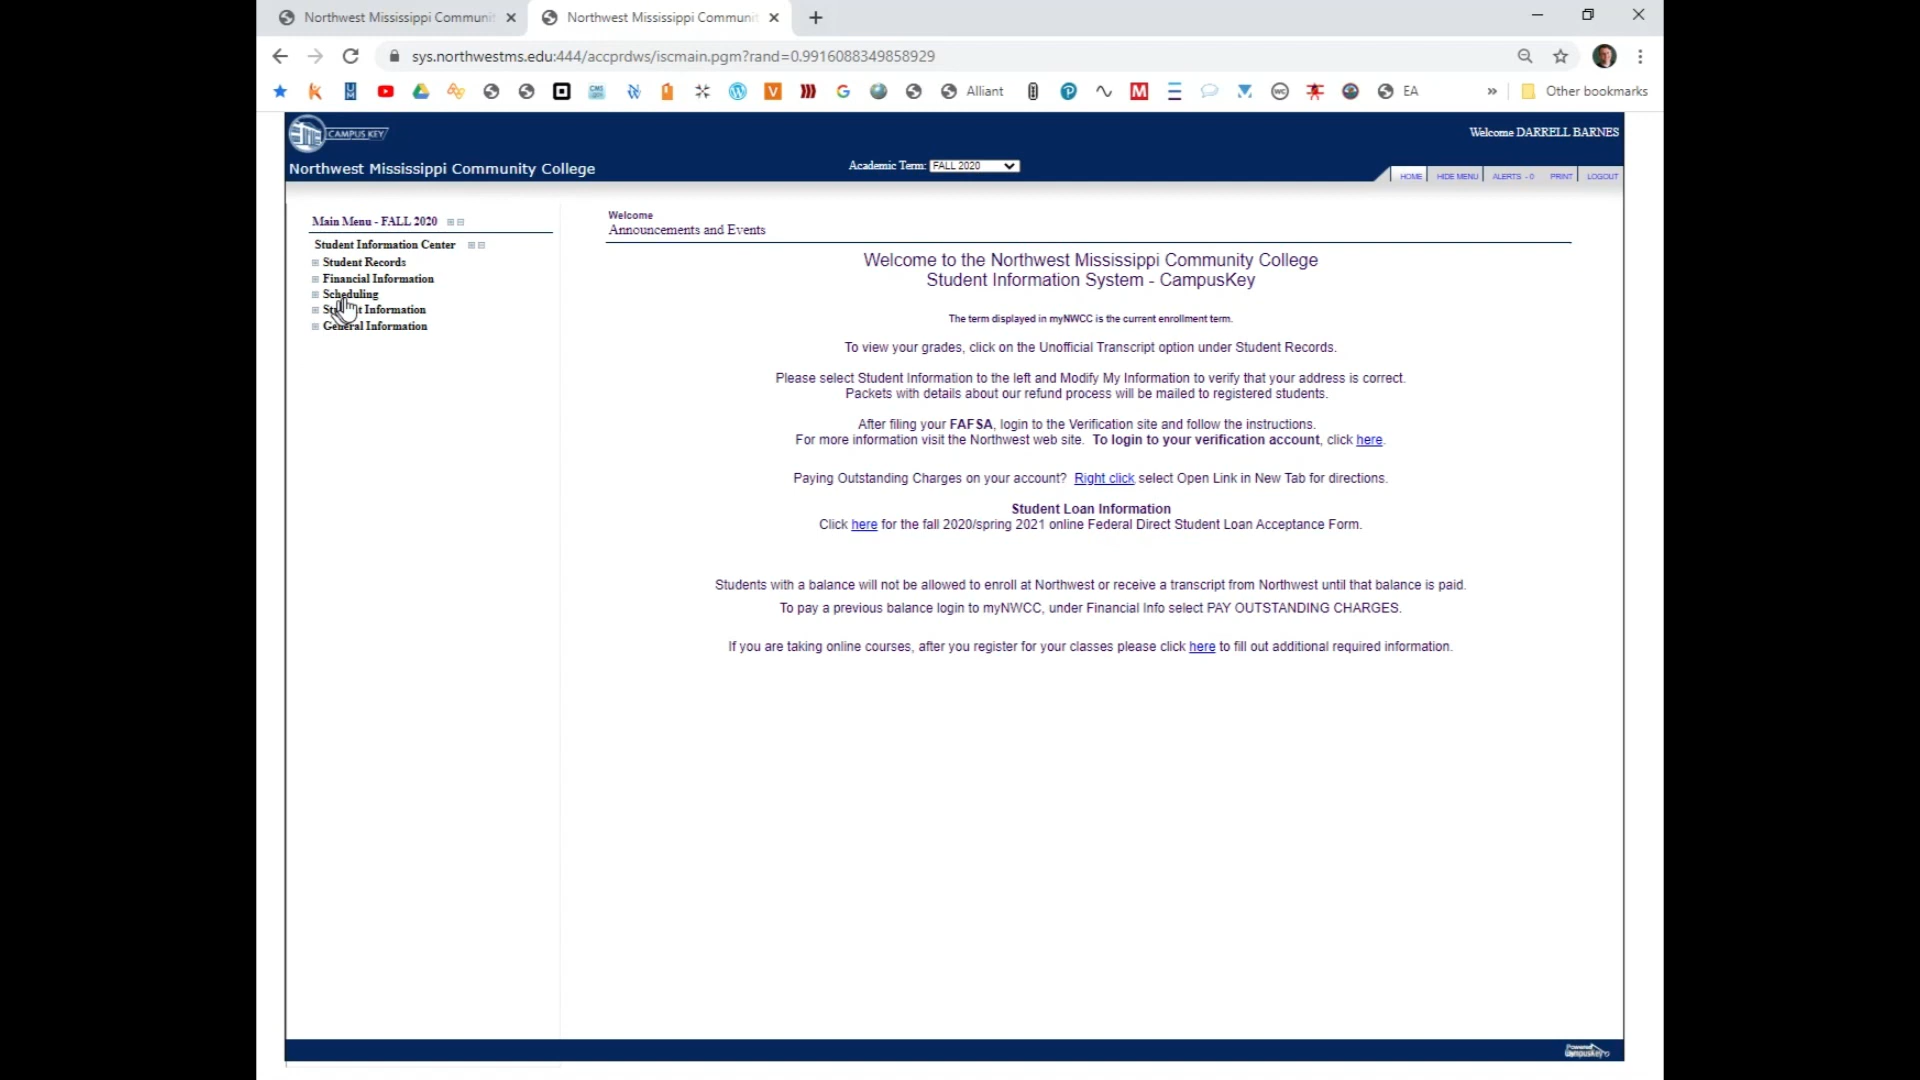 Northwest Mississippi Communi
Northwest Mississippi Communi
sys.northwestms.edu:444/accprdws/iscmain.pgm?rand=0.9916088349858929
Alliant
EA
Other bookmarks
CAMPUS KEY
Welcome DARRELL BARNES
Northwest Mississippi Community College
Academic Term: FALL 2020
HOME HIDE MENU ALERTS - 0 PRINT LOGOUT
Main Menu - FALL 2020
Student Information Center
Student Records
Financial Information
Scheduling
Student Information
General Information
Welcome
Announcements and Events
Welcome to the Northwest Mississippi Community College
Student Information System - CampusKey
The term displayed in myNWCC is the current enrollment term.
To view your grades, click on the Unofficial Transcript option under Student Records.
Please select Student Information to the left and Modify My Information to verify that your address is correct.
Packets with details about our refund process will be mailed to registered students.
After filing your FAFSA, login to the Verification site and follow the instructions.
For more information visit the Northwest web site. To login to your verification account, click here.
Paying Outstanding Charges on your account? Right click select Open Link in New Tab for directions.
Student Loan Information
Click here for the fall 2020/spring 2021 online Federal Direct Student Loan Acceptance Form.
Students with a balance will not be allowed to enroll at Northwest or receive a transcript from Northwest until that balance is paid.
To pay a previous balance login to myNWCC, under Financial Info select PAY OUTSTANDING CHARGES.
If you are taking online courses, after you register for your classes please click here to fill out additional required information.